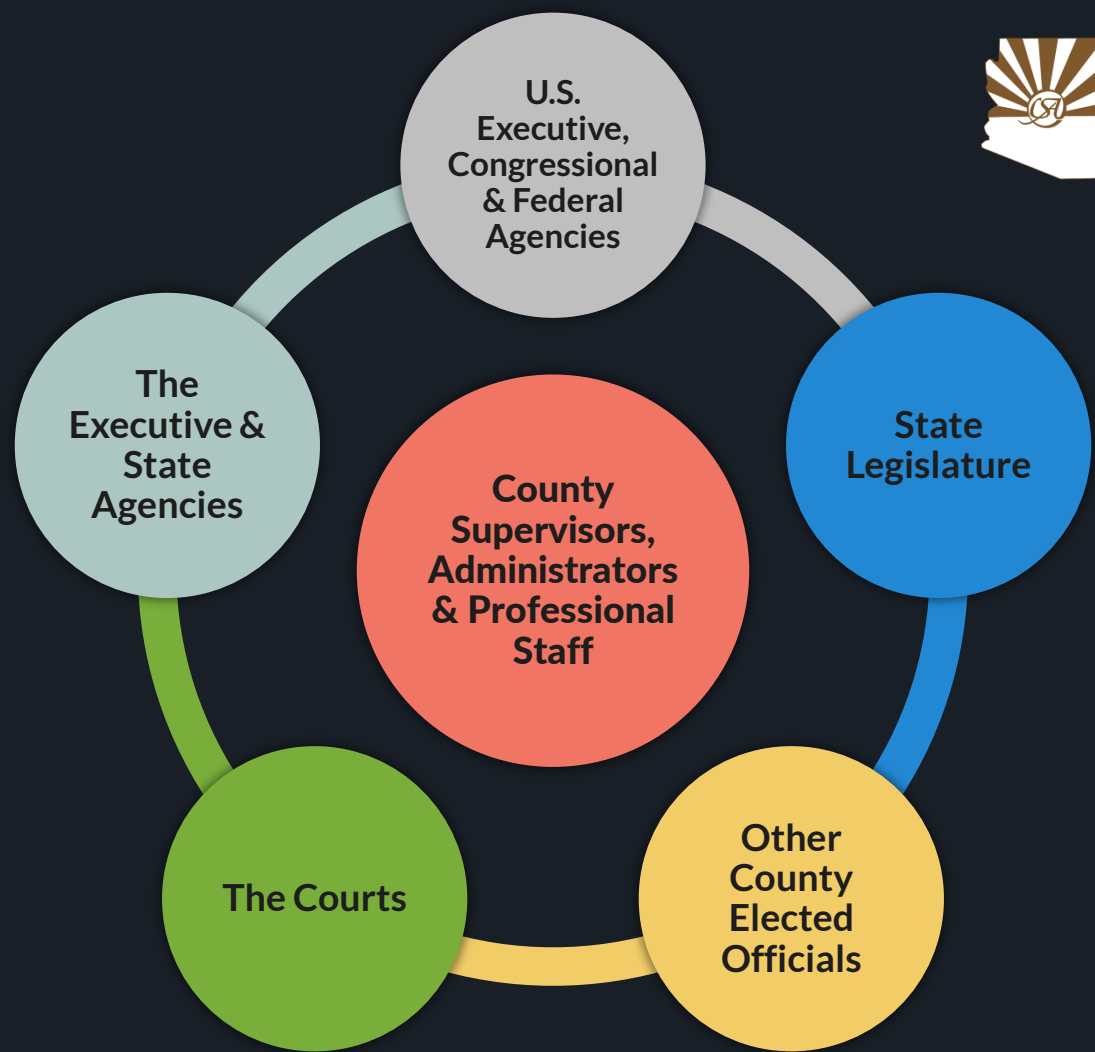 U.S.
Executive,
Congressional
& Federal
Agencies
State
Legislature
Other
County
Elected
Officials
The Courts
The
Executive &
State
Agencies
County
Supervisors,
Administrators
& Professional
Staff